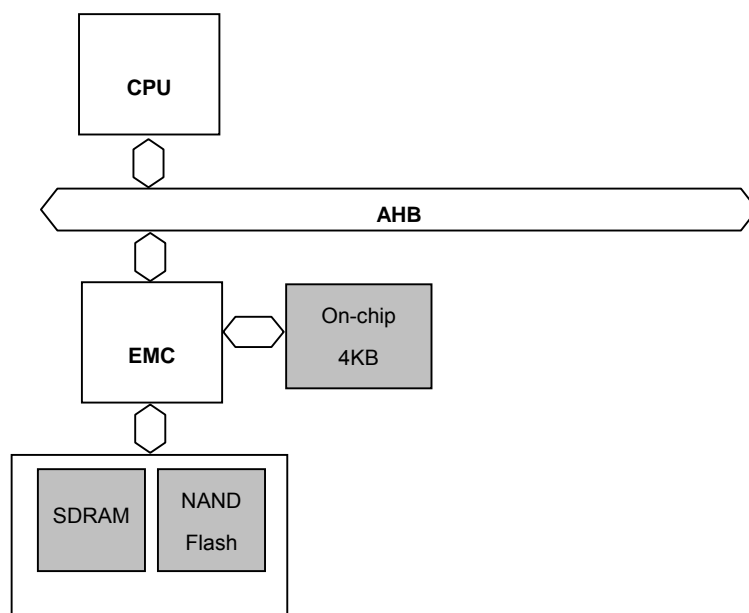 CPU
AHB
EMC
On-chip
4KB
SDRAM
NAND
Flash